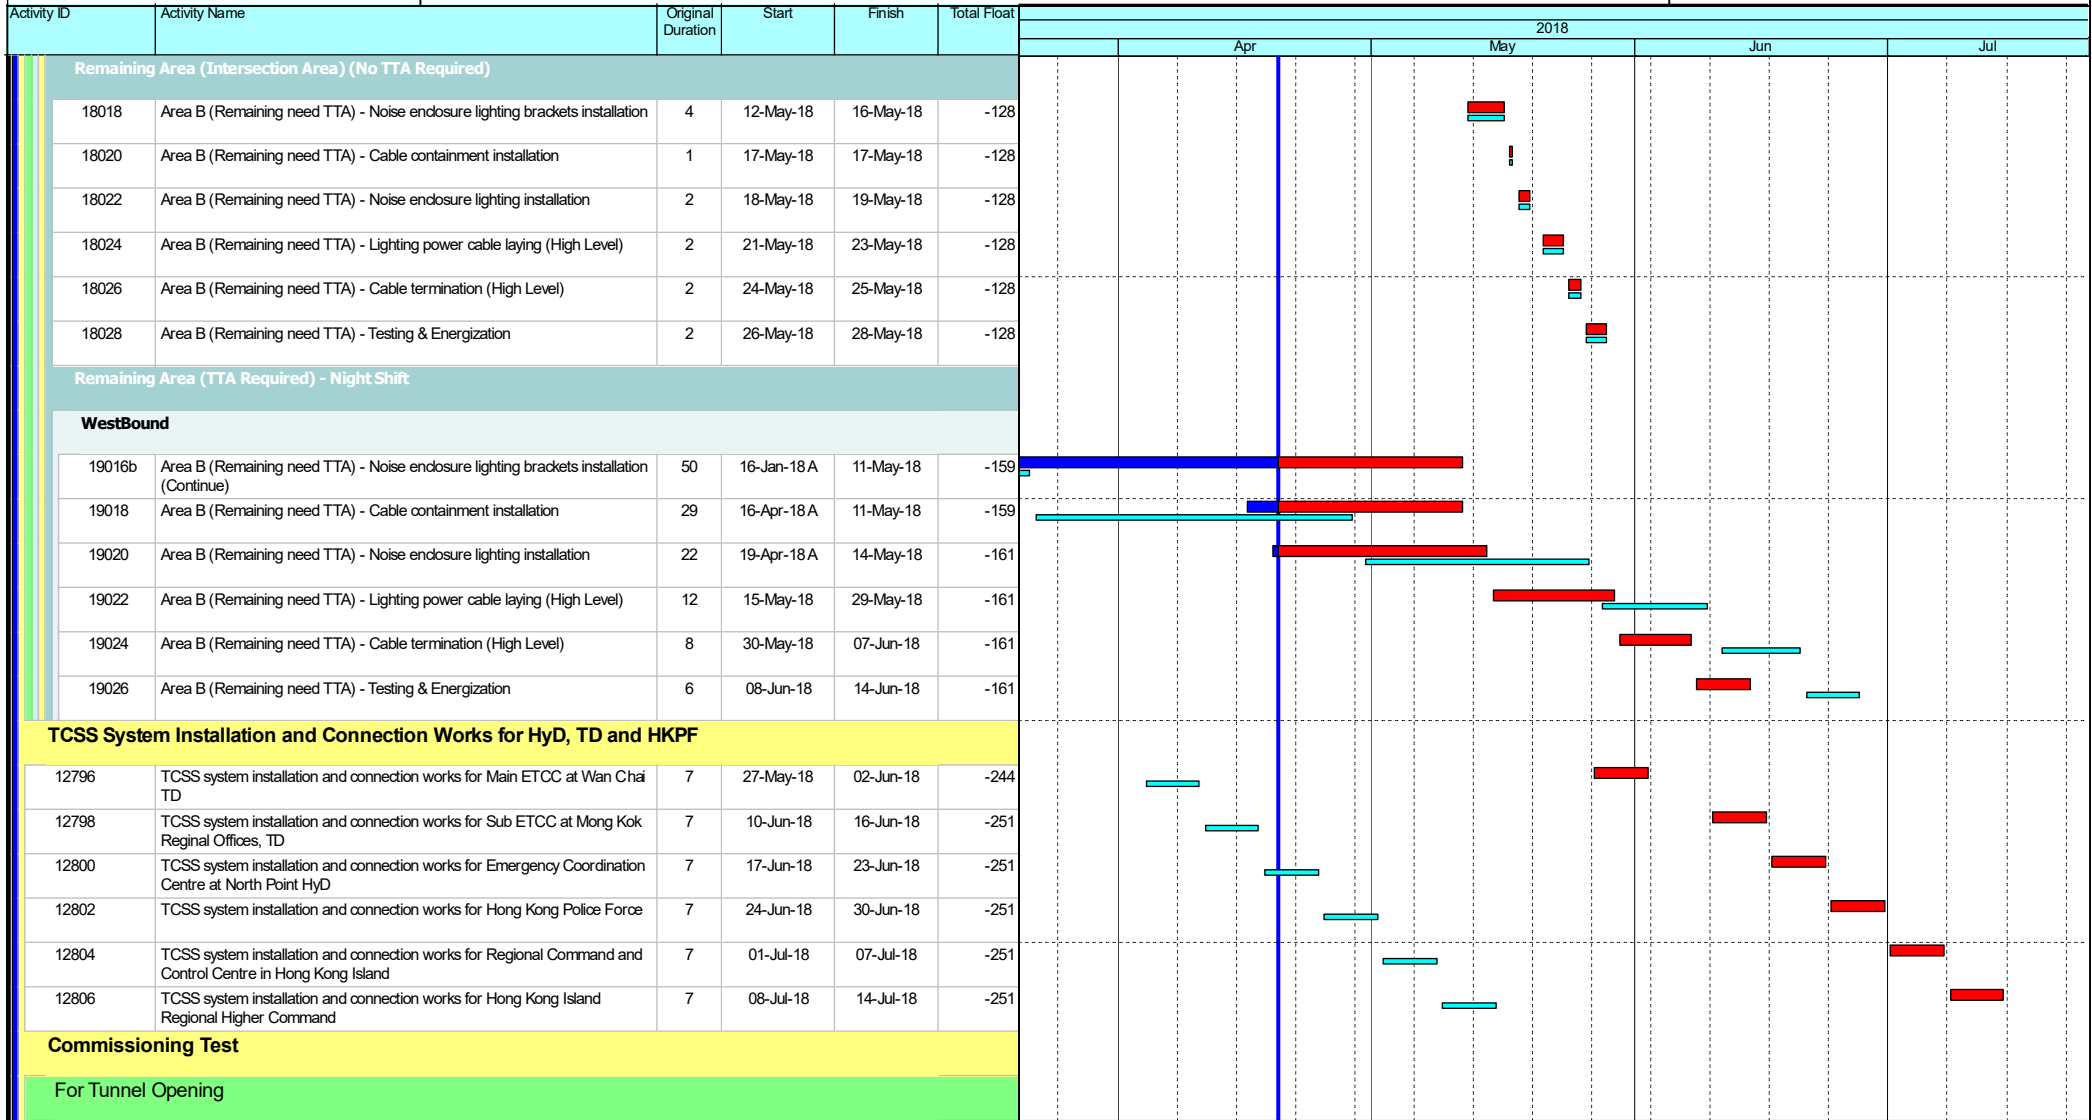 Activity ID Activity Name Original Start Finish Total Float
Duration
2018
Apr May Jun Jul
Remaining Area (Intersection Area) (No TTA Required)
18018 Area B (Remaining need TTA) - Noise enclosure lighting brackets installation 4 12-May-18 16-May-18 -128
18020 Area B (Remaining need TTA) - Cable containment installation 1 17-May-18 17-May-18 -128
18022 Area B (Remaining need TTA) - Noise enclosure lighting installation 2 18-May-18 19-May-18 -128
18024 Area B (Remaining need TTA) - Lighting power cable laying (High Level) 2 21-May-18 23-May-18 -128
18026 Area B (Remaining need TTA) - Cable termination (High Level) 2 24-May-18 25-May-18 -128
18028 Area B (Remaining need TTA) - Testing & Energization 2 26-May-18 28-May-18 -128
Remaining Area (TTA Required) - Night Shift
WestBound
19016b Area B (Remaining need TTA) - Noise enclosure lighting brackets installation 50 16-Jan-18 A 11-May-18 -159
(Continue)
19018 Area B (Remaining need TTA) - Cable containment installation 29 16-Apr-18 A 11-May-18 -159
19020 Area B (Remaining need TTA) - Noise enclosure lighting installation 22 19-Apr-18 A 14-May-18 -161
19022 Area B (Remaining need TTA) - Lighting power cable laying (High Level) 12 15-May-18 29-May-18 -161
19024 Area B (Remaining need TTA) - Cable termination (High Level) 8 30-May-18 07-Jun-18 -161
19026 Area B (Remaining need TTA) - Testing & Energization 6 08-Jun-18 14-Jun-18 -161
TCSS System Installation and Connection Works for HyD, TD and HKPF
12796 TCSS system installation and connection works for Main ETCC at Wan Chai 7 27-May-18 02-Jun-18 -244
TD
12798 TCSS system installation and connection works for Sub ETCC at Mong Kok 7 10-Jun-18 16-Jun-18 -251
Reginal Offices, TD
12800 TCSS system installation and connection works for Emergency Coordination 7 17-Jun-18 23-Jun-18 -251
Centre at North Point HyD
12802 TCSS system installation and connection works for Hong Kong Police Force 7 24-Jun-18 30-Jun-18 -251
12804 TCSS system installation and connection works for Regional Command and 7 01-Jul-18 07-Jul-18 -251
Control Centre in Hong Kong Island
12806 TCSS system installation and connection works for Hong Kong Island 7 08-Jul-18 14-Jul-18 -251
Regional Higher Command
Commissioning Test
For Tunnel Opening